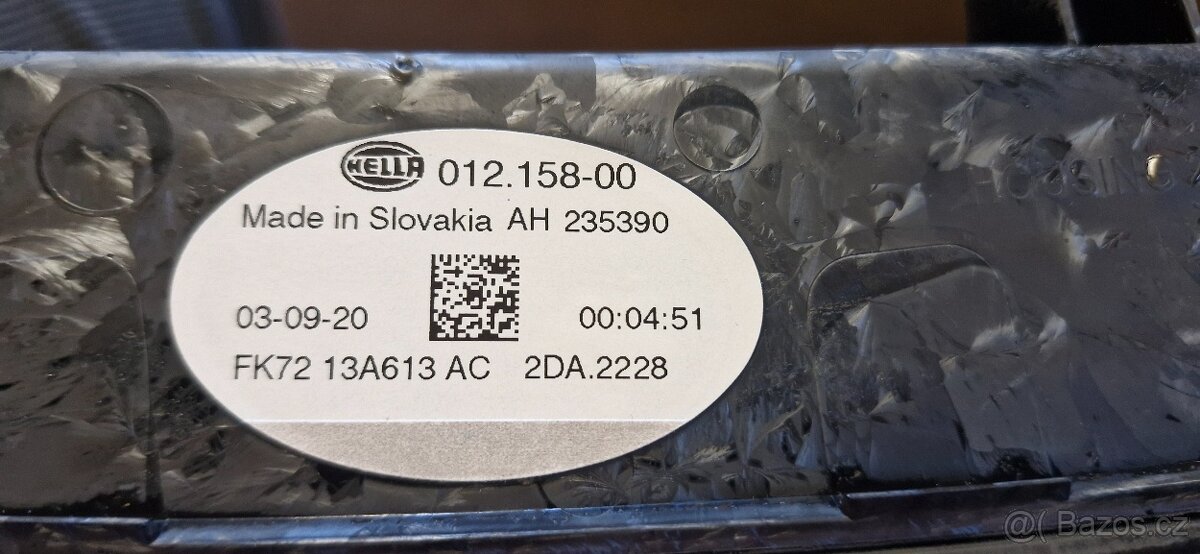 HELLA 012.158-00
Made in Slovakia AH 235390
03-09-20 00:04:51
FK72 13A613 AC 2DA.2228
@( Bazos.cz